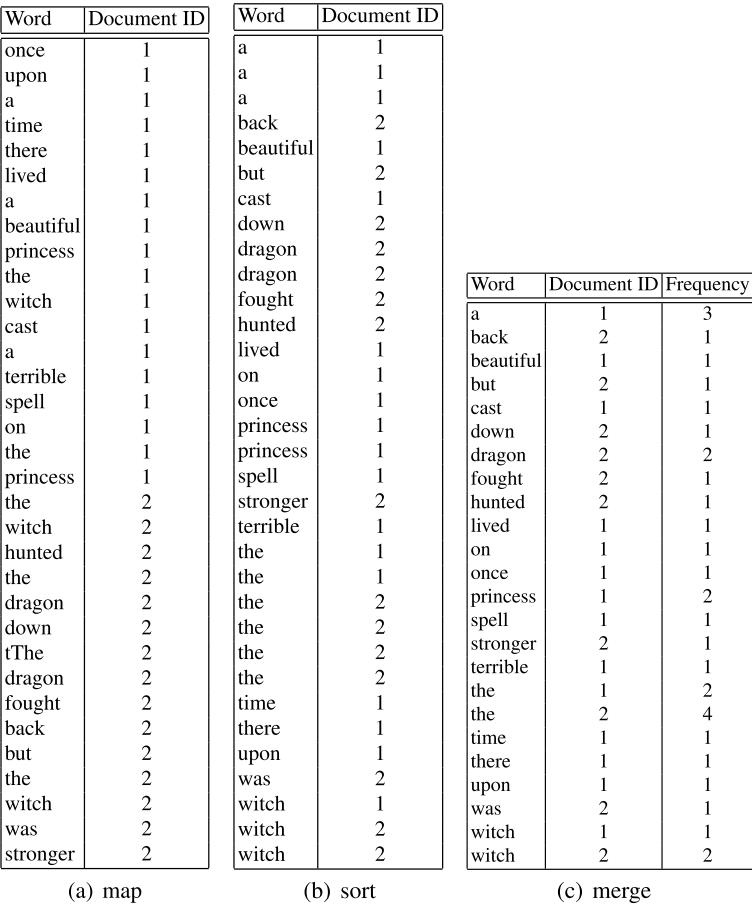 Word Document ID
once 1
upon 1
a 1
time 1
there 1
lived 1
a 1
beautiful 1
princess 1
the 1
witch 1
cast 1
a 1
terrible 1
spell 1
on 1
the 1
princess 1
the 2
witch 2
hunted 2
the 2
dragon 2
down 2
tThe 2
dragon 2
fought 2
back 2
but 2
the 2
witch 2
was 2
stronger 2
(a) map
Word Document ID
a 1
a 1
a 1
back 2
beautiful 1
but 2
cast 1
down 2
dragon 2
dragon 2
fought 2
hunted 2
lived 1
on 1
once 1
princess 1
princess 1
spell 1
stronger 2
terrible 1
the 1
the 1
the 2
the 2
the 2
the 2
time 1
there 1
upon 1
was 2
witch 1
witch 2
witch 2
(b) sort
Word Document ID Frequency
a 1 3
back 2 1
beautiful 1 1
but 2 1
cast 1 1
down 2 1
dragon 2 2
fought 2 1
hunted 2 1
lived 1 1
on 1 1
once 1 1
princess 1 2
spell 1 1
stronger 2 1
terrible 1 1
the 1 2
the 2 4
time 1 1
there 1 1
upon 1 1
was 2 1
witch 1 1
witch 2 2
(c) merge